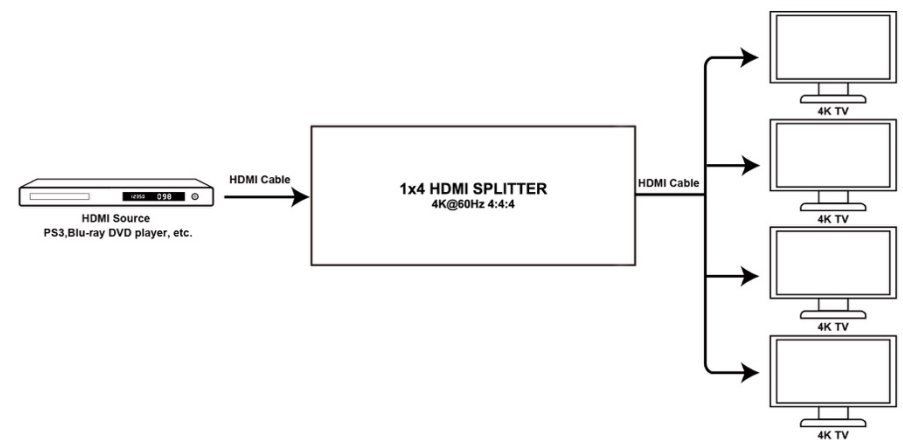 HDMI Cable
HDMI Source
PS3,Blu-ray DVD player, etc.
1x4 HDMI SPLITTER
4K@60Hz 4:4:4
HDMI Cable
4K TV
4K TV
4K TV
4K TV